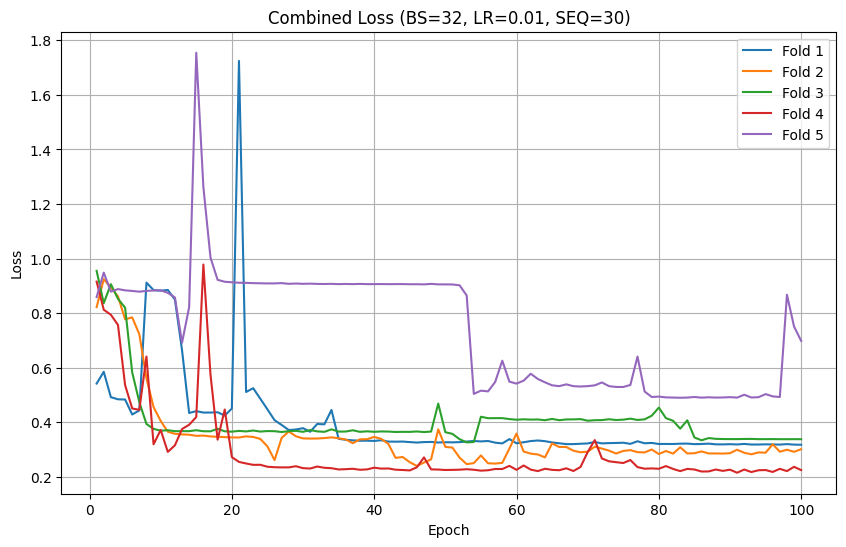 Combined Loss (BS=32, LR=0.01, SEQ=30)
Loss
1.8
1.6
1.4
1.2
1.0
0.8
0.6
0.4
0.2
Fold 1
Fold 2
Fold 3
Fold 4
Fold 5
0 20 40 60 80 100
Epoch